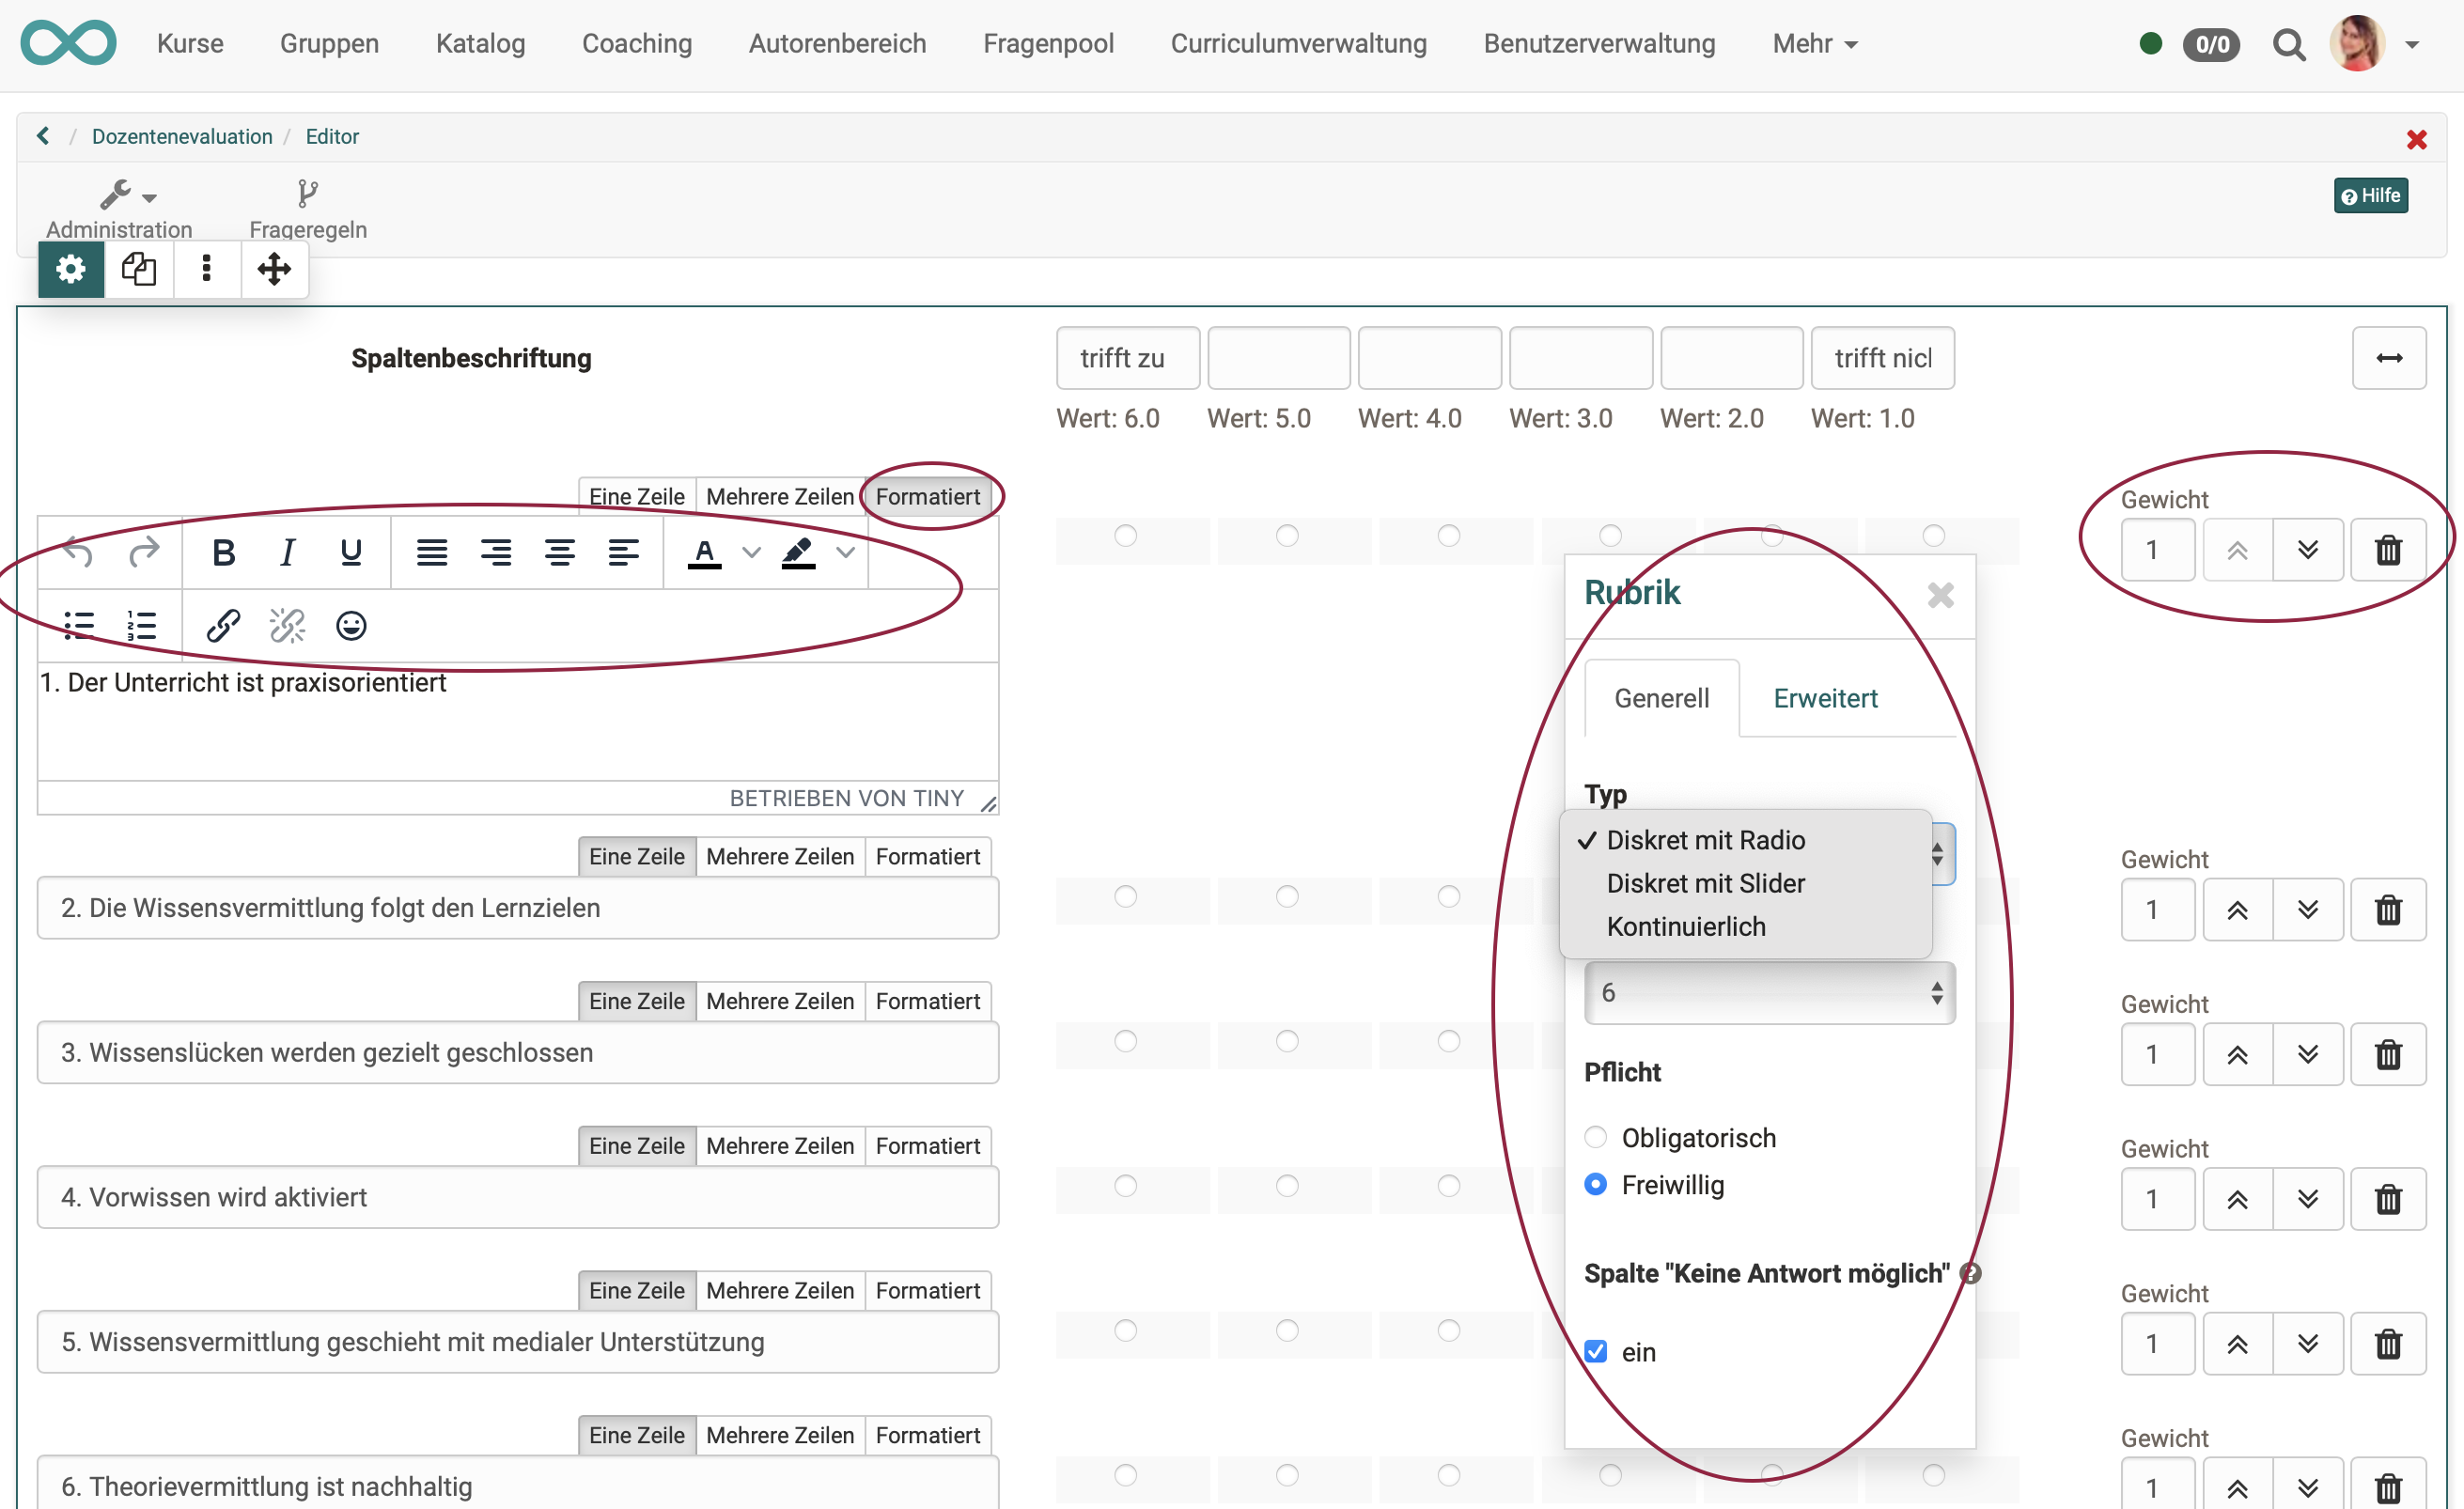 Kurse Gruppen Katalog Coaching Autorenbereich Fragenpool Curriculumverwaltung Benutzerverwaltung Mehr 0/0
/ Dozentenevaluation / Editor
Administration Frageregeln Hilfe
Spaltenbeschriftung trifft zu trifft nicl
Wert: 6.0 Wert: 5.0 Wert: 4.0 Wert: 3.0 Wert: 2.0 Wert: 1.0
Eine Zeile Mehrere Zeilen Formatiert Gewicht
1
1. Der Unterricht ist praxisorientiert
BETRIEBEN VON TINY
Rubrik
Generell Erweitert
Typ
Diskret mit Radio
Diskret mit Slider
Kontinuierlich
6
Pflicht
Obligatorisch
Freiwillig
Spalte "Keine Antwort möglich"
ein
Eine Zeile Mehrere Zeilen Formatiert Gewicht
2. Die Wissensvermittlung folgt den Lernzielen 1
Eine Zeile Mehrere Zeilen Formatiert Gewicht
3. Wissenslücken werden gezielt geschlossen 1
Eine Zeile Mehrere Zeilen Formatiert Gewicht
4. Vorwissen wird aktiviert 1
Eine Zeile Mehrere Zeilen Formatiert Gewicht
5. Wissensvermittlung geschieht mit medialer Unterstützung 1
Eine Zeile Mehrere Zeilen Formatiert Gewicht
6. Theorievermittlung ist nachhaltig 1